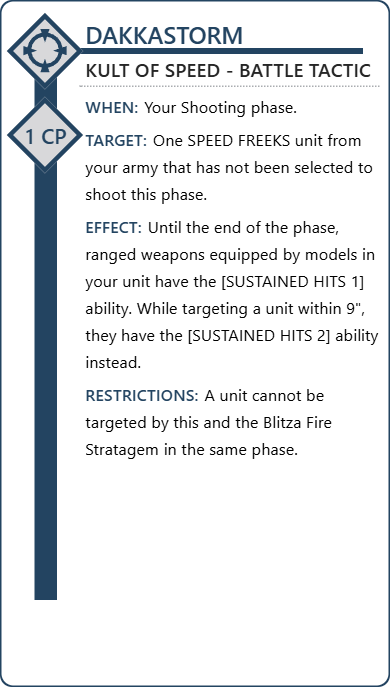 DAKKASTORM
KULT OF SPEED - BATTLE TACTIC
WHEN: Your Shooting phase.
1 CP
TARGET: One SPEED FREEKS unit from
your army that has not been selected to
shoot this phase.
EFFECT: Until the end of the phase,
ranged weapons equipped by models in
your unit have the [SUSTAINED HITS 1]
ability. While targeting a unit within 9",
they have the [SUSTAINED HITS 2] ability
instead.
RESTRICTIONS: A unit cannot be
targeted by this and the Blitza Fire
Stratagem in the same phase.